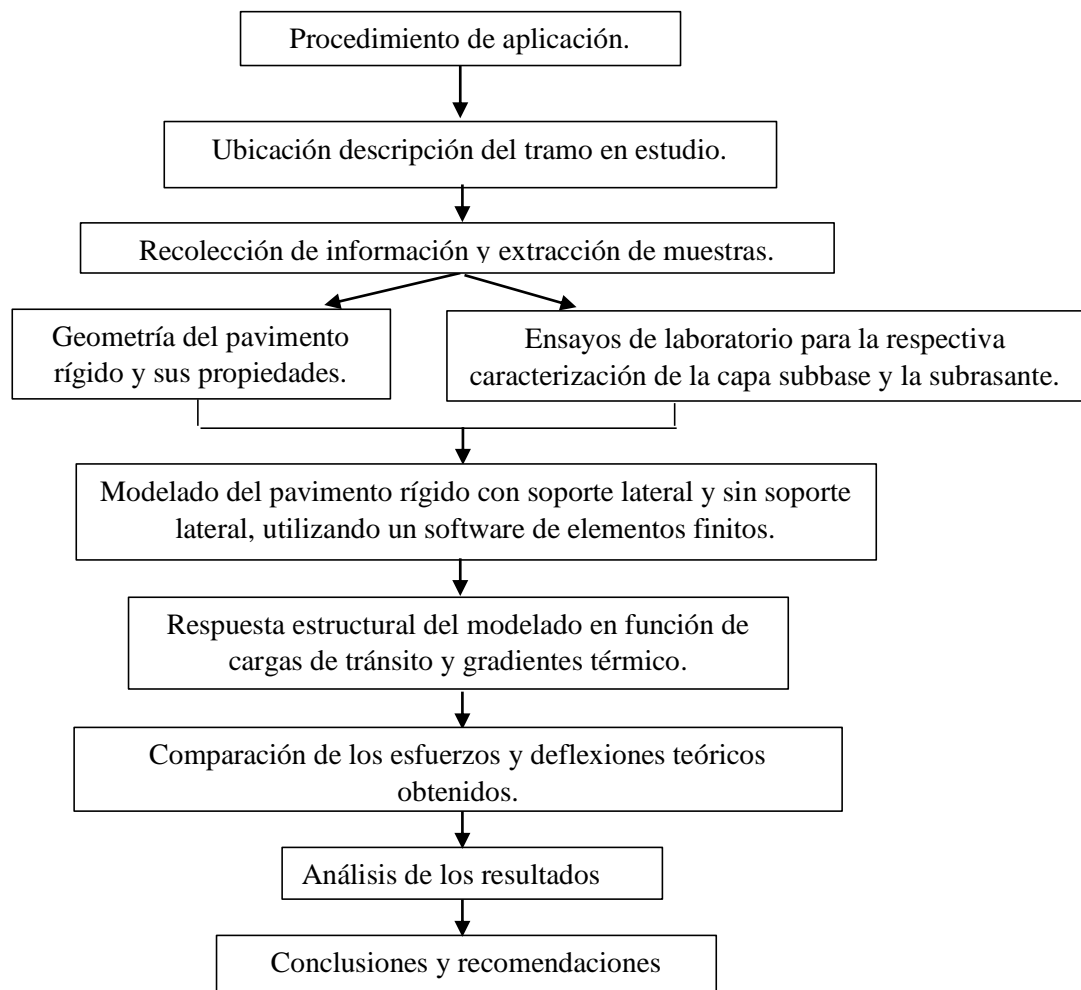 Procedimiento de aplicación.
Ubicación descripción del tramo en estudio.
Recolección de información y extracción de muestras.
Geometría del pavimento
rígido y sus propiedades.
Ensayos de laboratorio para la respectiva
caracterización de la capa subbase y la subrasante.
Modelado del pavimento rígido con soporte lateral y sin soporte
lateral, utilizando un software de elementos finitos.
Respuesta estructural del modelado en función de
cargas de tránsito y gradientes térmico.
Comparación de los esfuerzos y deflexiones teóricos
obtenidos.
Análisis de los resultados
Conclusiones y recomendaciones